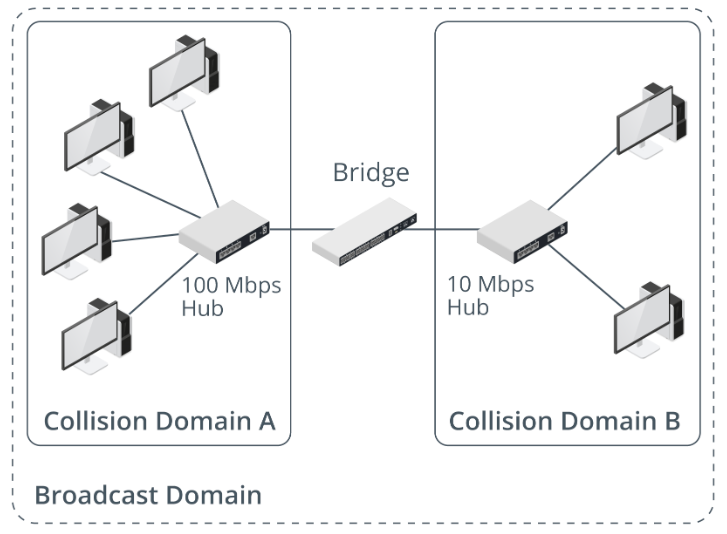 Bridge
100 Mbps
Hub
10 Mbps
Hub
Collision Domain A
Collision Domain B
Broadcast Domain